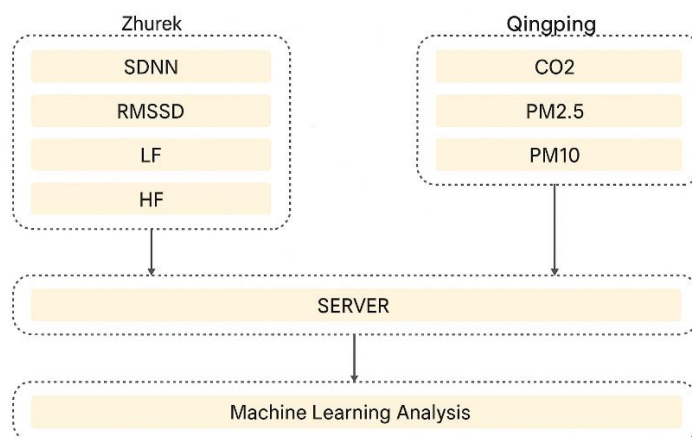 Zhurek
SDNN
RMSSD
LF
HF
Qingping
CO2
PM2.5
PM10
SERVER
Machine Learning Analysis